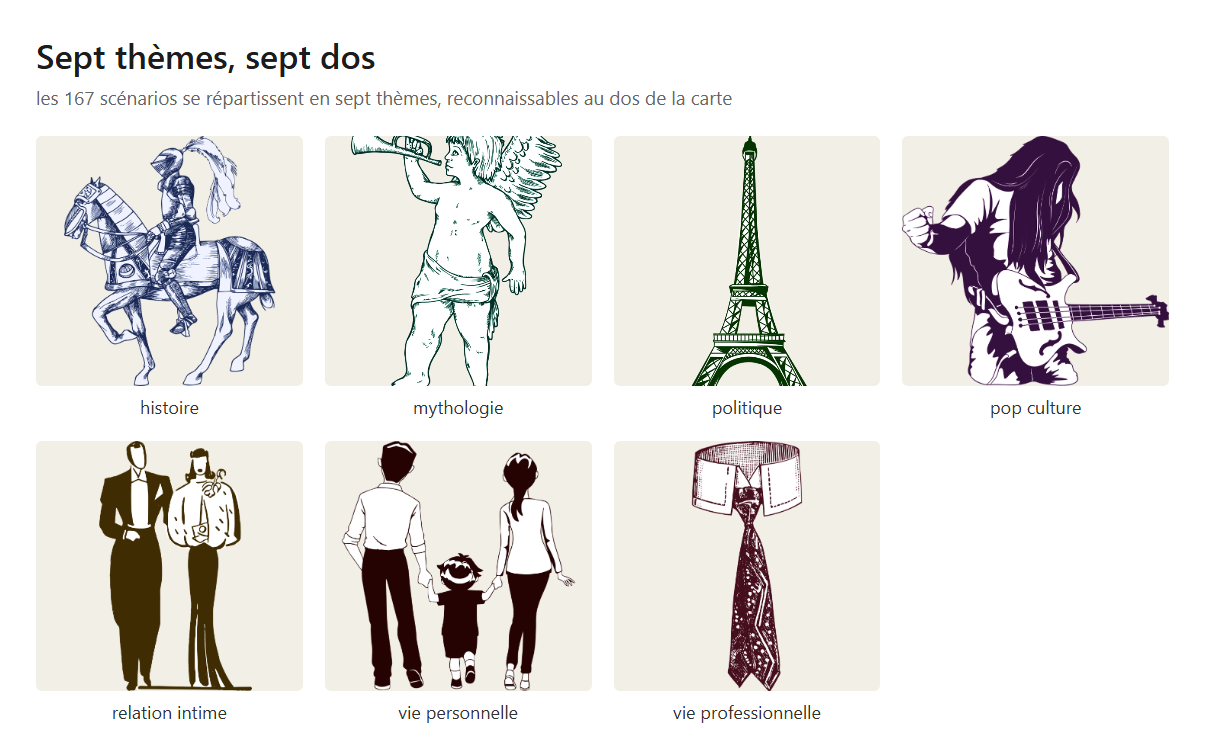 Sept thèmes, sept dos
les 167 scénarios se répartissent en sept thèmes, reconnaissables au dos de la carte
histoire
mythologie
politique
pop culture
relation intime
vie personnelle
vie professionnelle